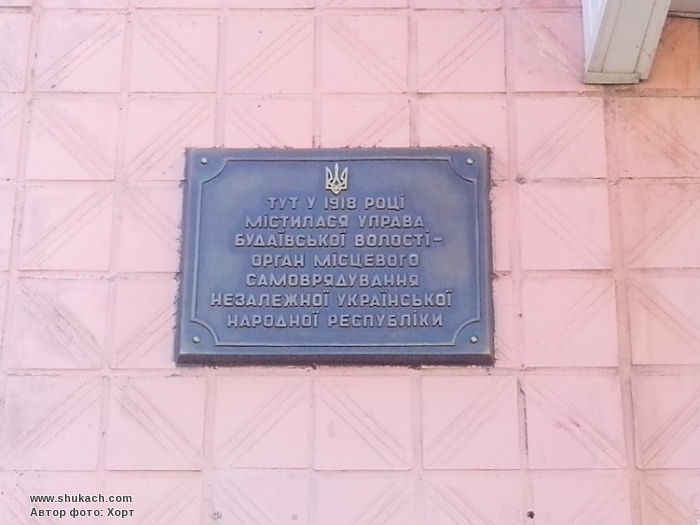 ТУТ У 1918 РОЦІ
МІСТИЛАСЯ УПРАВА
БУДАЇВСЬКОЇ ВОЛОСТІ-
ОРГАН МІСЦЕВОГО
САМОВРЯДУВАННЯ
НЕЗАЛЕЖНОЇ УКРАЇНСЬКОЇ
НАРОДНОЇ РЕСПУБЛІКИ
www.shukach.com
Автор фото: Хорт